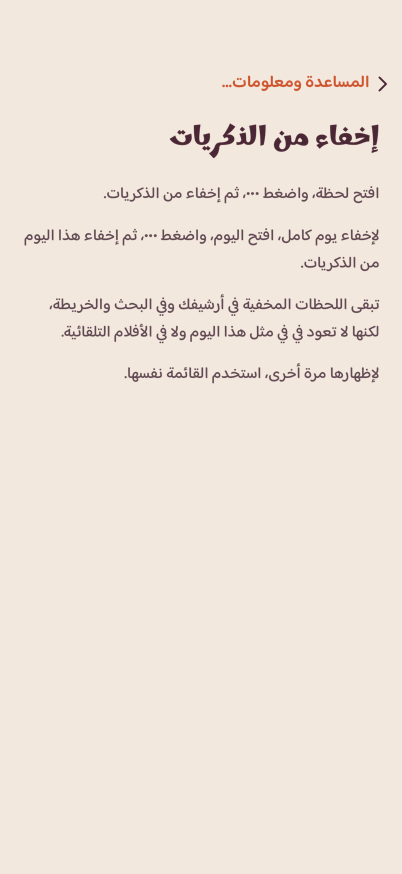 المساعدة ومعلومات...
إخفاء من الذكريات
افتح لحظة، واضغط •••، ثم إخفاء من الذكريات.
لإخفاء يوم كامل، افتح اليوم، واضغط •••، ثم إخفاء هذا اليوم
من الذكريات.
تبقى اللحظات المخفية في أرشيفك وفي البحث والخريطة،
لكنها لا تعود في في مثل هذا اليوم ولا في الأفلام التلقائية.
لإظهارها مرة أخرى، استخدم القائمة نفسها.